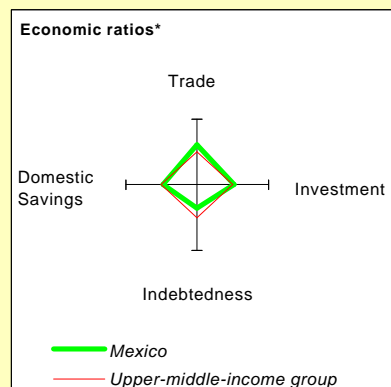 Economic ratios*
Trade
Domestic
Savings
Investment
Indebtedness
Mexico
Upper-middle-income group